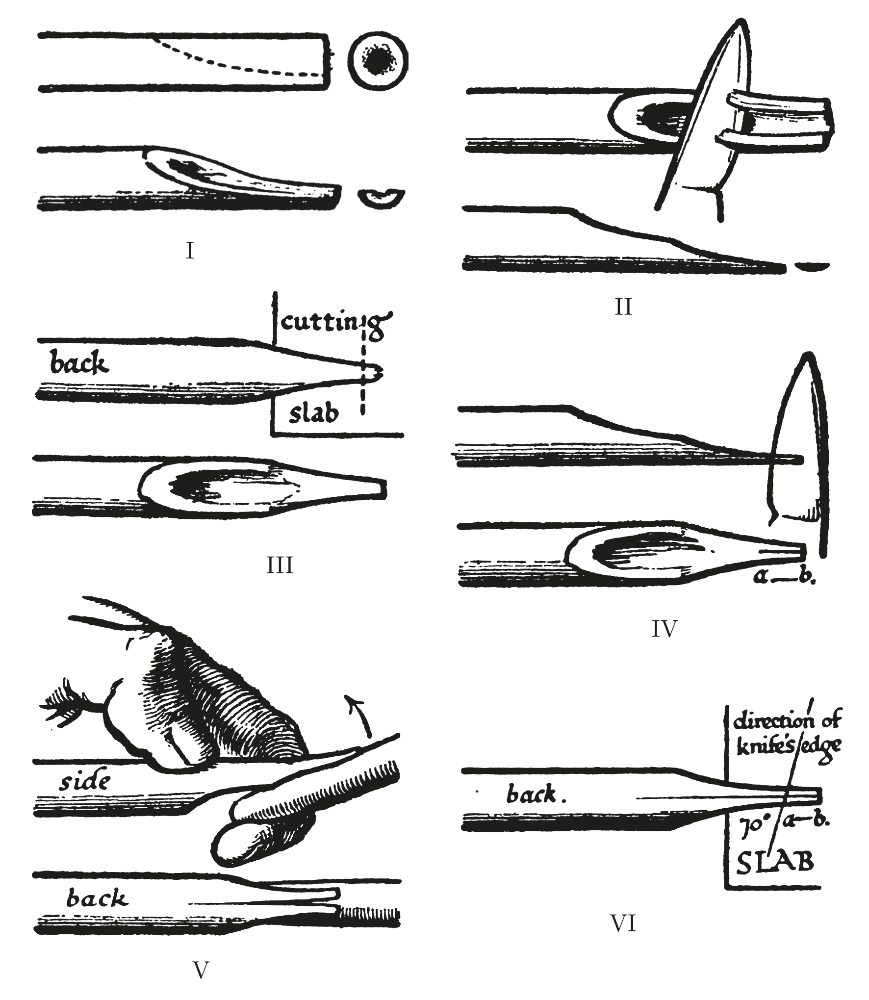 I
II
cutting
back
slab
III
a—b.
IV
side
back
V
direction of
knife's edge
back.
70° a—b.
SLAB
VI